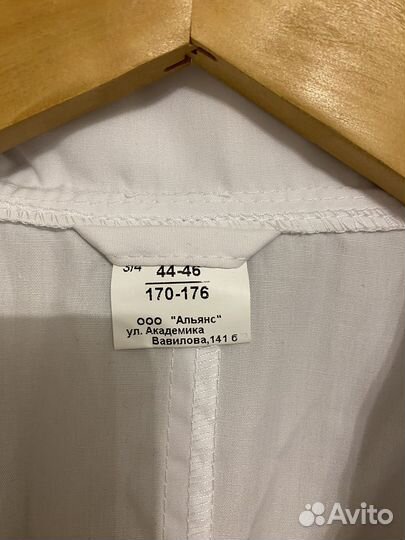 3/4 44-46
170-176
ООО "Альянс"
ул. Академика
Вавилова,141 б
Avito